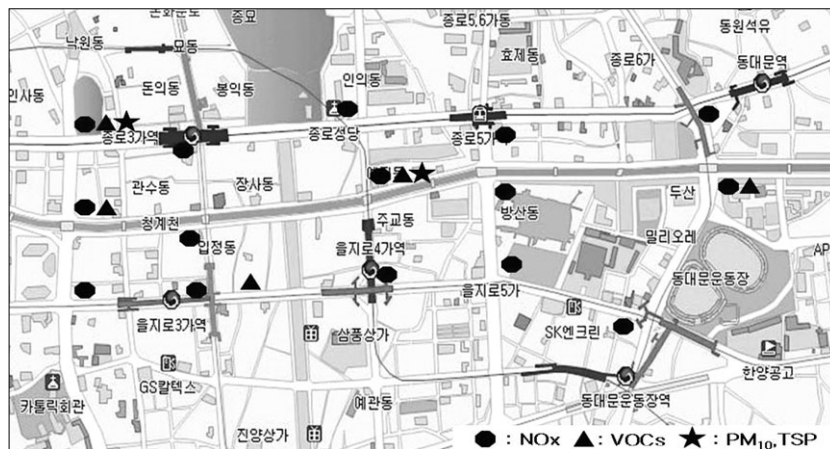 낙원동
묘동
종묘
종로5,6가동
동원석유
효제동
종로6가
동대문역
인사동
돈의동
봉익동
인의동
종로3가역
종로성당
종로5가
관수동
장사동
두산
청계천
주교동
방산동
입정동
밀리오레
을지로4가역
동대문운동장
AP
을지로3가역
을지로5가
삼풍상가
SK엔크린
GS칼텍스
한양공고
카톨릭회관
예관동
동대문운동장역
진양상가
: NOx : VOCs : PM10,TSP